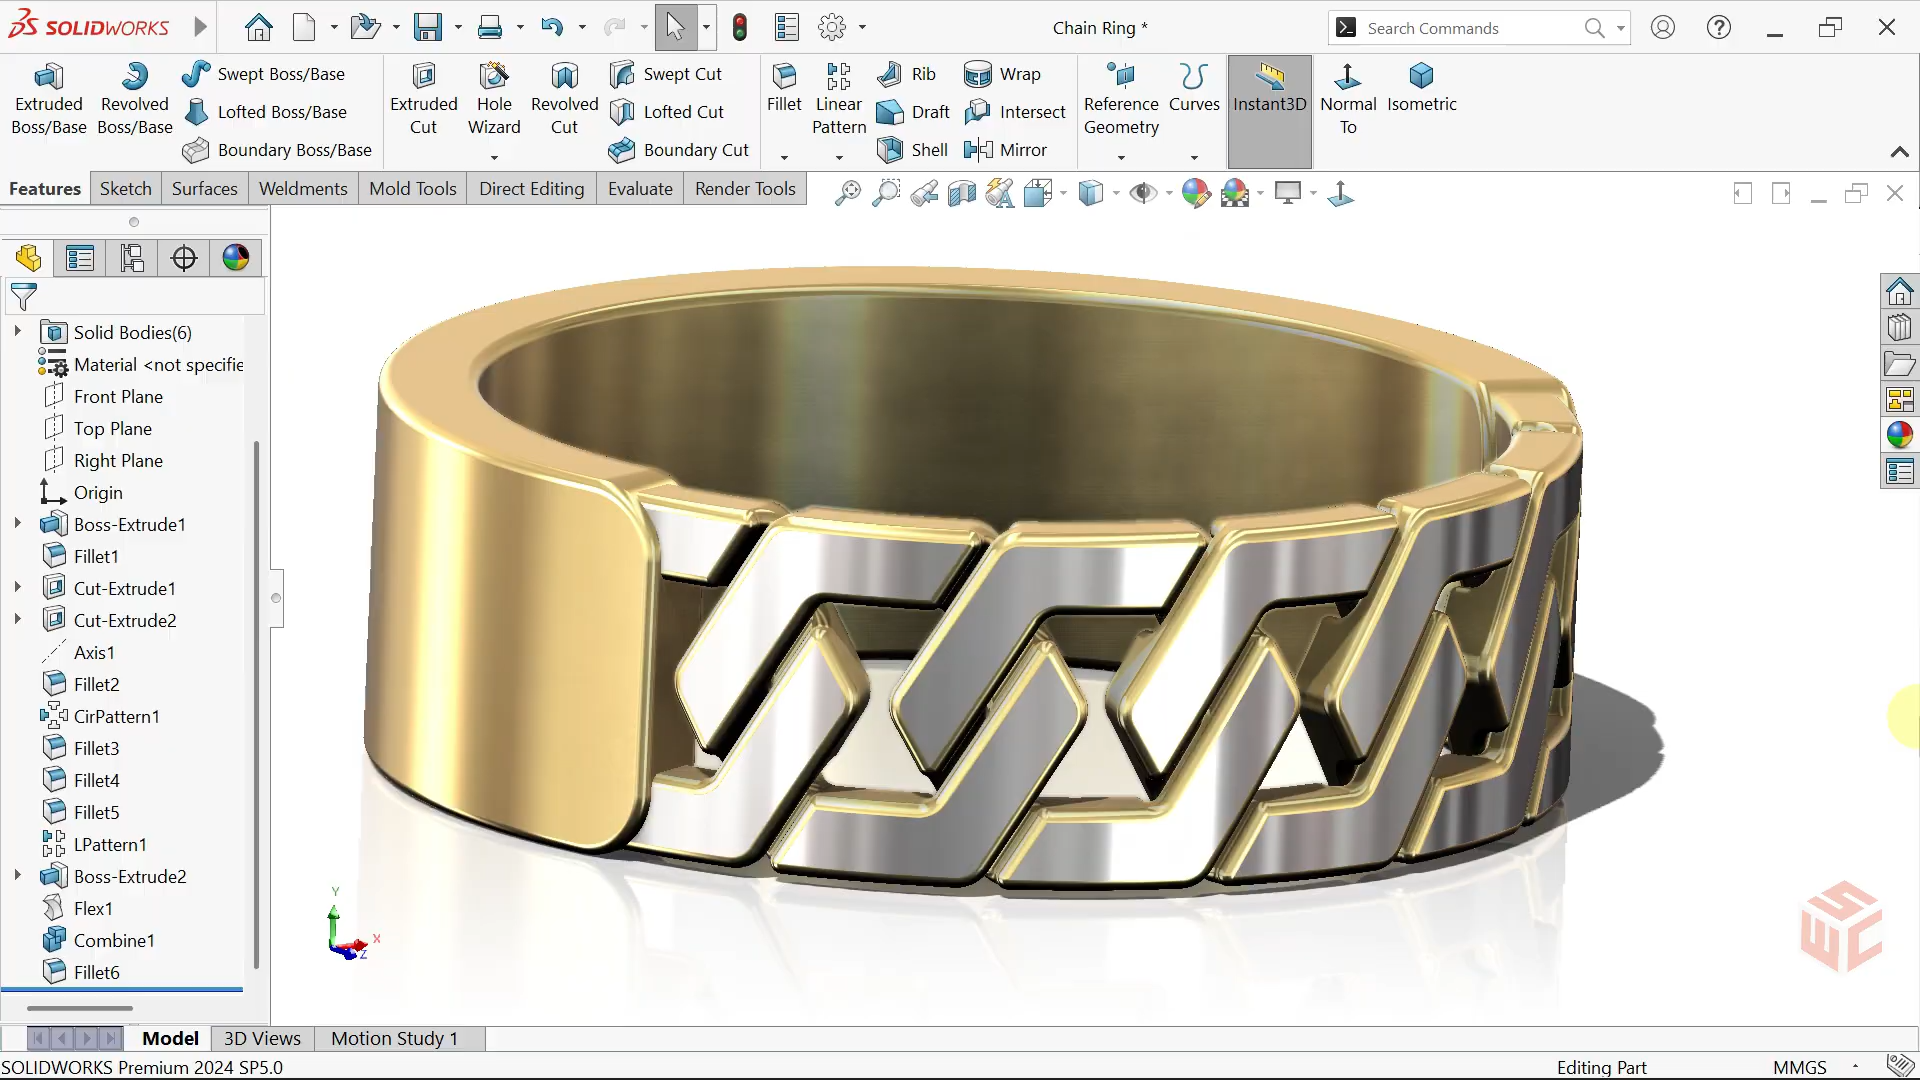 SOLIDWORKS
Chain Ring *
Search Commands
Extruded Boss/Base
Revolved Boss/Base
Swept Boss/Base
Lofted Boss/Base
Boundary Boss/Base
Extruded Cut
Hole Wizard
Revolved Cut
Swept Cut
Lofted Cut
Boundary Cut
Fillet
Linear Pattern
Rib
Draft
Shell
Wrap
Intersect
Mirror
Reference Geometry
Curves
Instant3D
Normal To
Isometric
Features
Sketch
Surfaces
Weldments
Mold Tools
Direct Editing
Evaluate
Render Tools
Solid Bodies(6)
Material <not specifie
Front Plane
Top Plane
Right Plane
Origin
Boss-Extrude1
Fillet1
Cut-Extrude1
Cut-Extrude2
Axis1
Fillet2
CirPattern1
Fillet3
Fillet4
Fillet5
LPattern1
Boss-Extrude2
Flex1
Combine1
Fillet6
Y
X
Z
SWC
Model
3D Views
Motion Study 1
SOLIDWORKS Premium 2024 SP5.0
Editing Part
MMGS